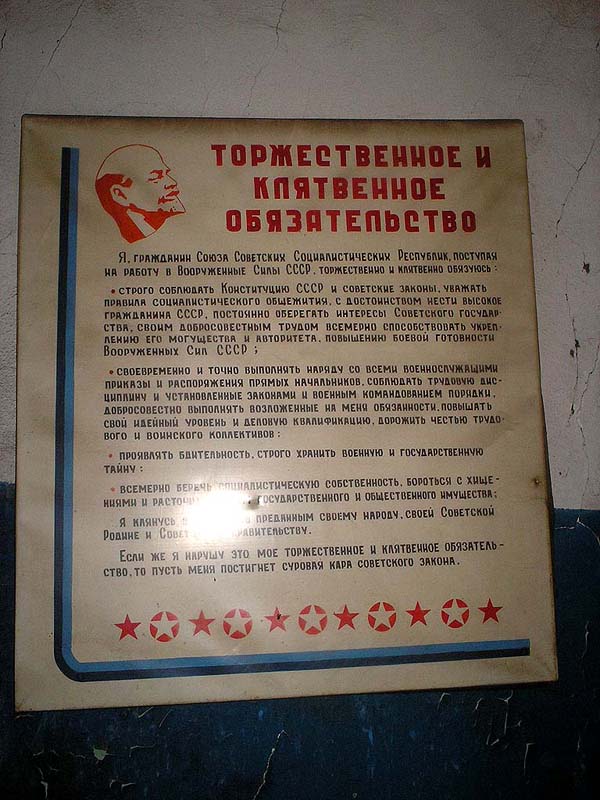 ТОРЖЕСТВЕННОЕ И
КЛЯТВЕННОЕ
ОБЯЗАТЕЛЬСТВО
Я, ГРАЖДАНИН СОЮЗА СОВЕТСКИХ СОЦИАЛИСТИЧЕСКИХ РЕСПУБЛИК, ПОСТУПАЯ
НА РАБОТУ В ВООРУЖЕННЫЕ СИЛЫ СССР, ТОРЖЕСТВЕННО И КЛЯТВЕННО ОБЯЗУЮСЬ:
• СТРОГО СОБЛЮДАТЬ КОНСТИТУЦИЮ СССР И СОВЕТСКИЕ ЗАКОНЫ, УВАЖАТЬ
ПРАВИЛА СОЦИАЛИСТИЧЕСКОГО ОБЩЕЖИТИЯ, С ДОСТОИНСТВОМ НЕСТИ ВЫСОКОЕ
ГРАЖДАНИНА СССР, ПОСТОЯННО ОБЕРЕГАТЬ ИНТЕРЕСЫ СОВЕТСКОГО ГОСУДАР-
СТВА, СВОИМ ДОБРОСОВЕСТНЫМ ТРУДОМ ВСЕМЕРНО СПОСОБСТВОВАТЬ УКРЕП-
ЛЕНИЮ ЕГО МОГУЩЕСТВА И АВТОРИТЕТА, ПОВЫШЕНИЮ БОЕВОЙ ГОТОВНОСТИ
ВООРУЖЕННЫХ СИЛ СССР;
• СВОЕВРЕМЕННО И ТОЧНО ВЫПОЛНЯТЬ НАРЯДУ СО ВСЕМИ ВОЕННОСЛУЖАЩИМИ
ПРИКАЗЫ И РАСПОРЯЖЕНИЯ ПРЯМЫХ НАЧАЛЬНИКОВ, СОБЛЮДАТЬ ТРУДОВУЮ ДИС-
ЦИПЛИНУ И УСТАНОВЛЕННЫЕ ЗАКОНАМИ И ВОЕННЫМ КОМАНДОВАНИЕМ ПОРЯДКИ,
ДОБРОСОВЕСТНО ВЫПОЛНЯТЬ ВОЗЛОЖЕННЫЕ НА МЕНЯ ОБЯЗАННОСТИ, ПОВЫШАТЬ
СВОЙ ИДЕЙНЫЙ УРОВЕНЬ И ДЕЛОВУЮ КВАЛИФИКАЦИЮ, ДОРОЖИТЬ ЧЕСТЬЮ ТРУДО-
ВОГО И ВОИНСКОГО КОЛЛЕКТИВОВ:
• ПРОЯВЛЯТЬ БДИТЕЛЬНОСТЬ, СТРОГО ХРАНИТЬ ВОЕННУЮ И ГОСУДАРСТВЕННУЮ
ТАЙНУ:
• ВСЕМЕРНО БЕРЕЧЬ СОЦИАЛИСТИЧЕСКУЮ СОБСТВЕННОСТЬ, БОРОТЬСЯ С ХИЩЕ-
НИЯМИ И ГОСУДАРСТВЕННОГО И ОБЩЕСТВЕННОГО ИМУЩЕСТВА;
Я КЛЯНУСЬ ПРЕДАННЫМ СВОЕМУ НАРОДУ, СВОЕЙ СОВЕТСКОЙ
РОДИНЕ И
ЕСЛИ ЖЕ Я НАРУШУ ЭТО МОЕ ТОРЖЕСТВЕННОЕ И КЛЯТВЕННОЕ ОБЯЗАТЕЛЬ-
СТВО, ТО ПУСТЬ МЕНЯ ПОСТИГНЕТ СУРОВАЯ КАРА СОВЕТСКОГО ЗАКОНА.